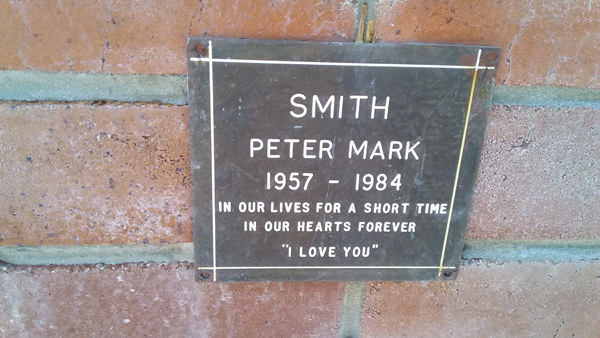 SMITH
PETER MARK
1957 - 1984
IN OUR LIVES FOR A SHORT TIME
IN OUR HEARTS FOREVER
"I LOVE YOU"